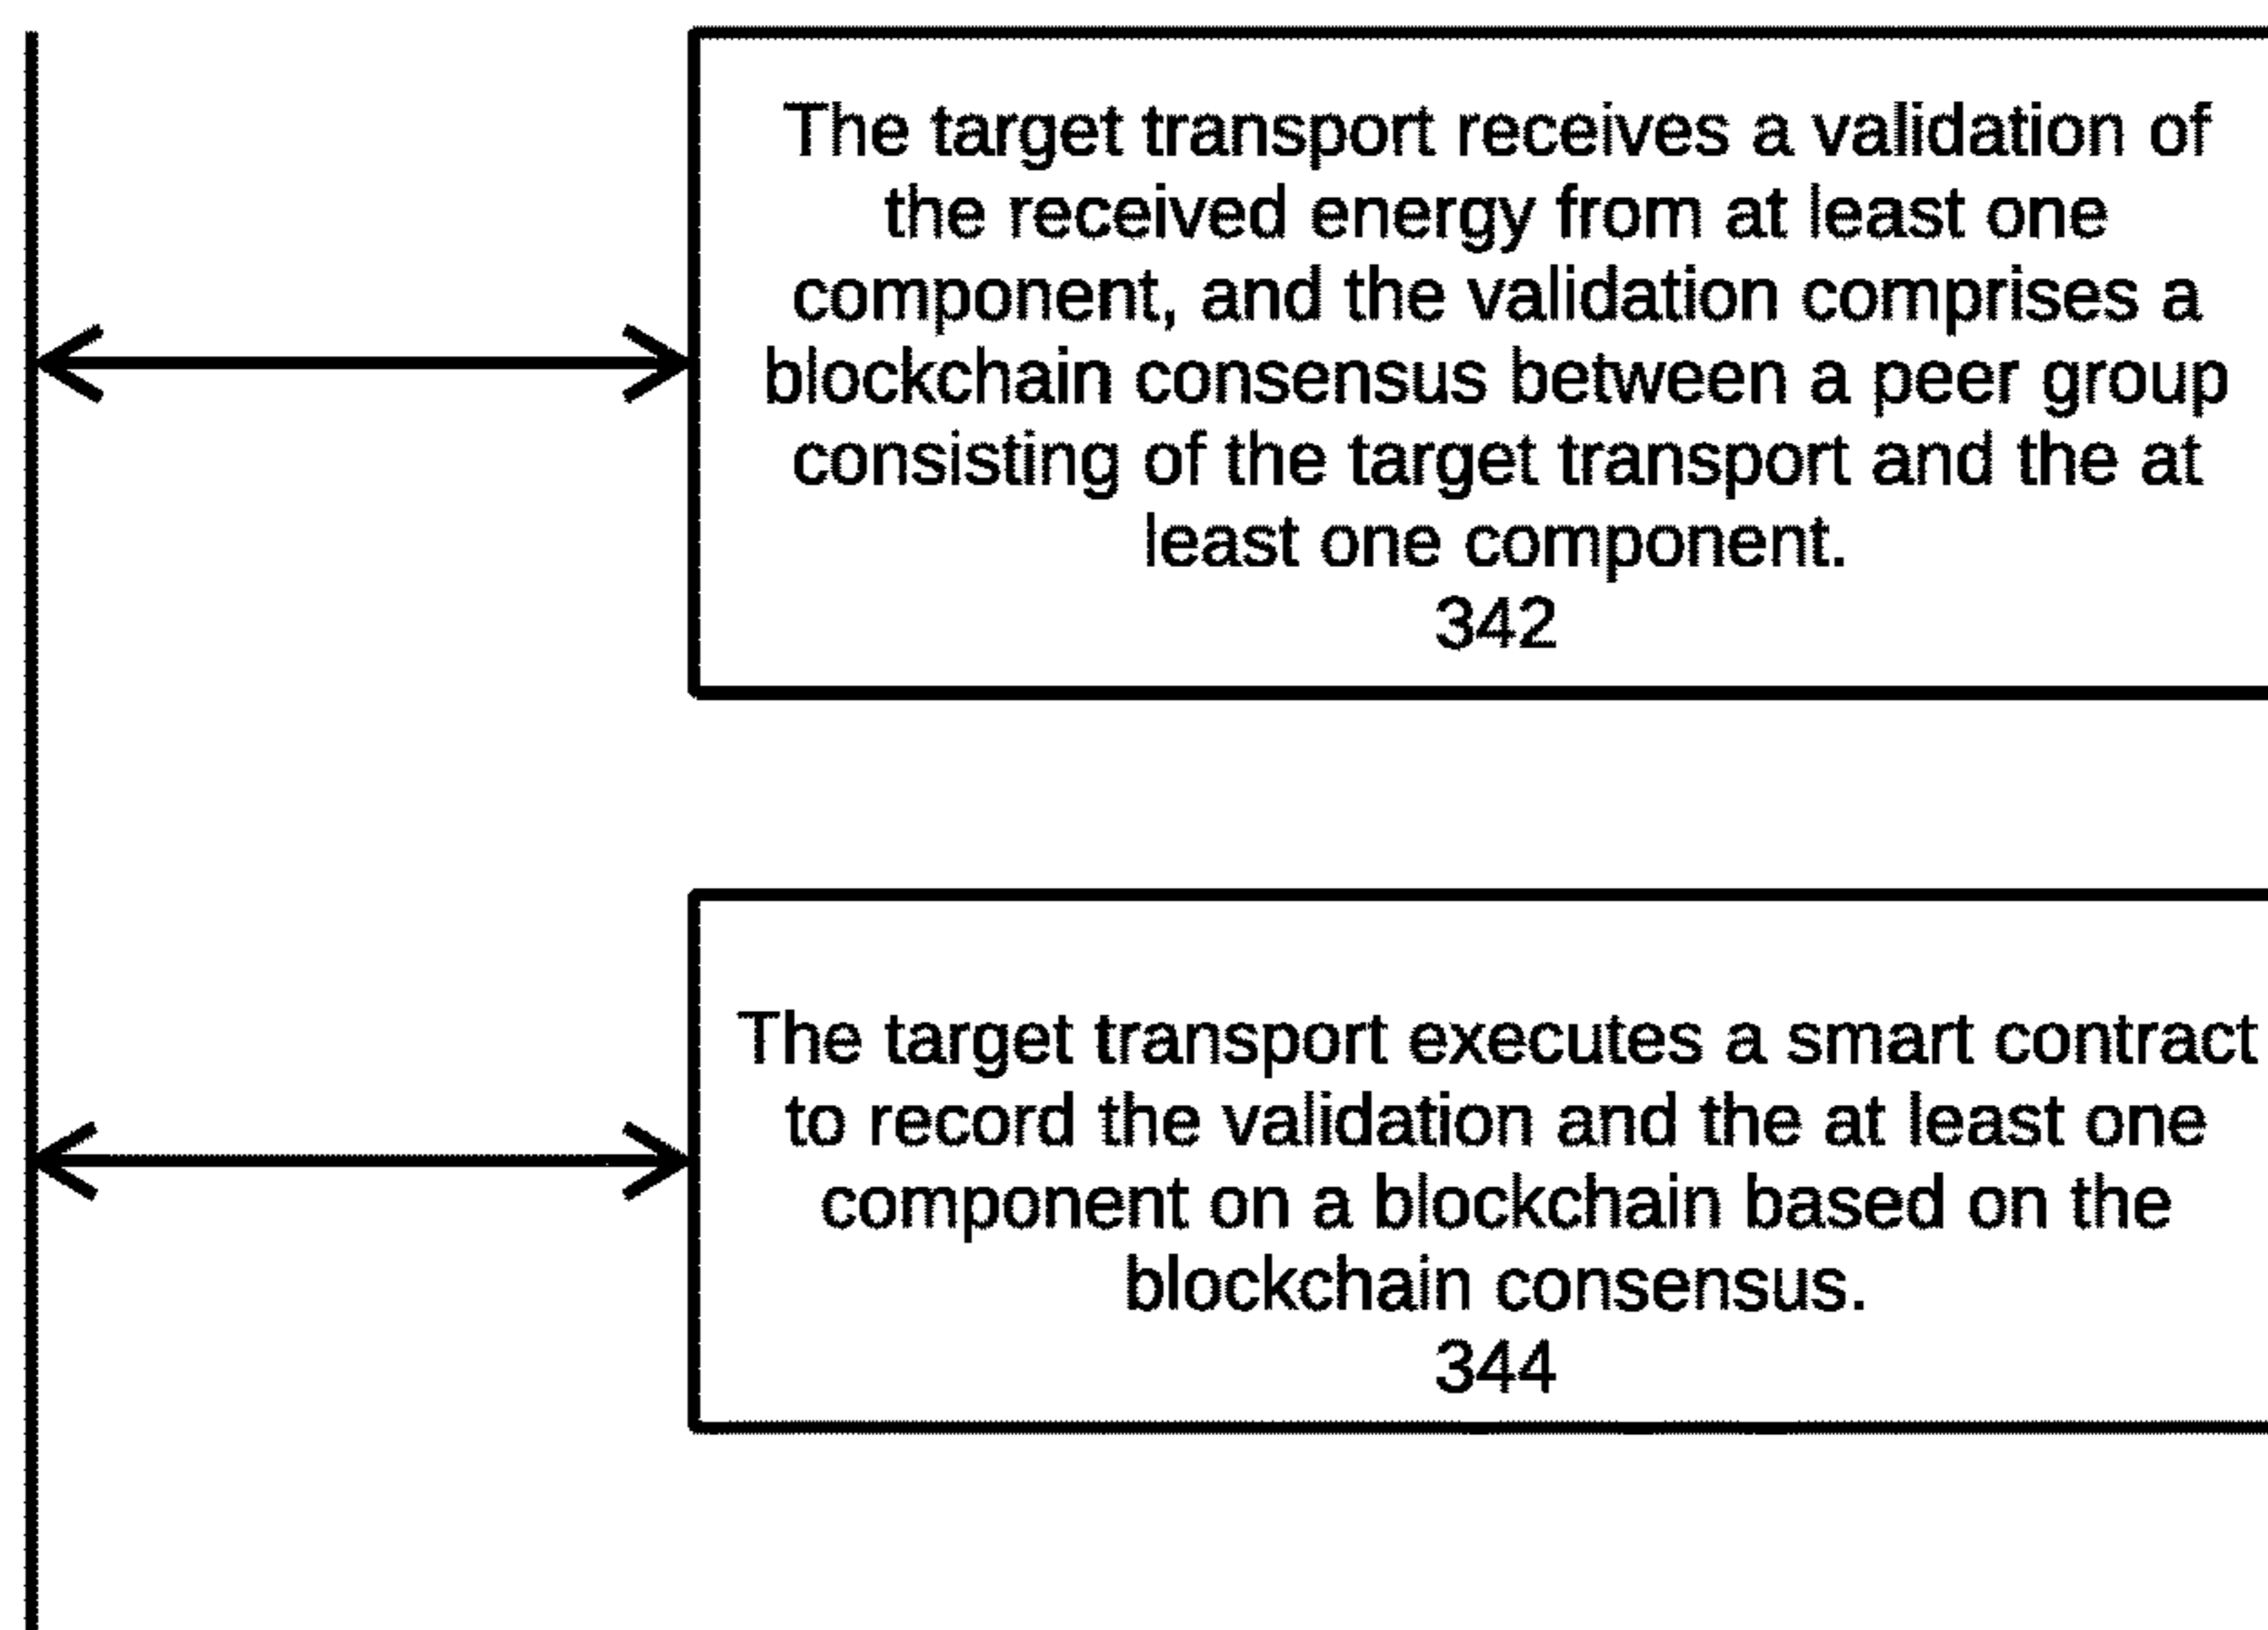 The target transport receives a validation of
the received energy from at least one
component, and the validation comprises a
blockchain consensus between a peer group
consisting of the target transport and the at
least one component.
342
The target transport executes a smart contract
to record the validation and the at least one
component on a blockchain based on the
blockchain consensus.
344